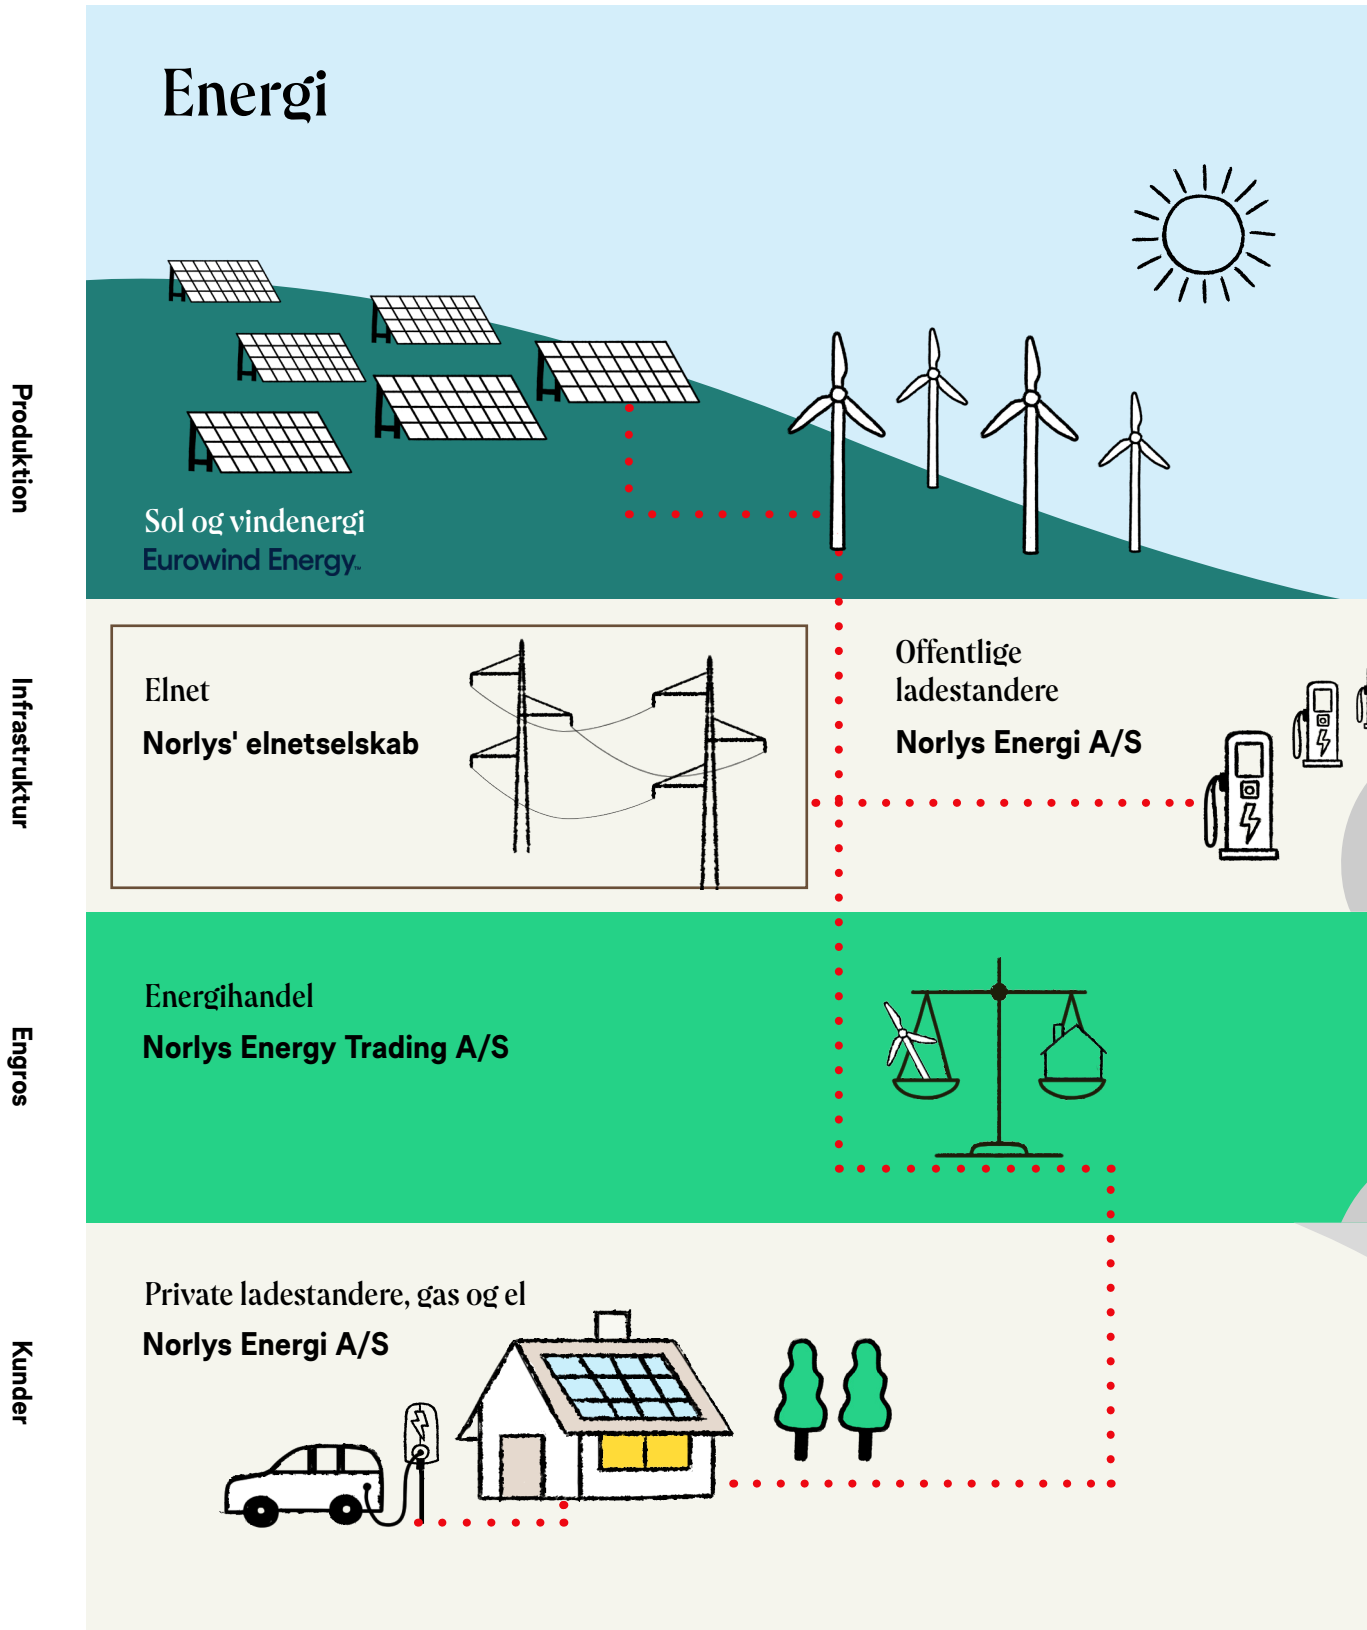 Energi
Produktion
Sol og vindenergi
Eurowind Energy™
Infrastruktur
Elnet
Norlys' elnetselskab
Offentlige
ladestandere
Norlys Energi A/S
Engros
Energihandel
Norlys Energy Trading A/S
Kunder
Private ladestandere, gas og el
Norlys Energi A/S